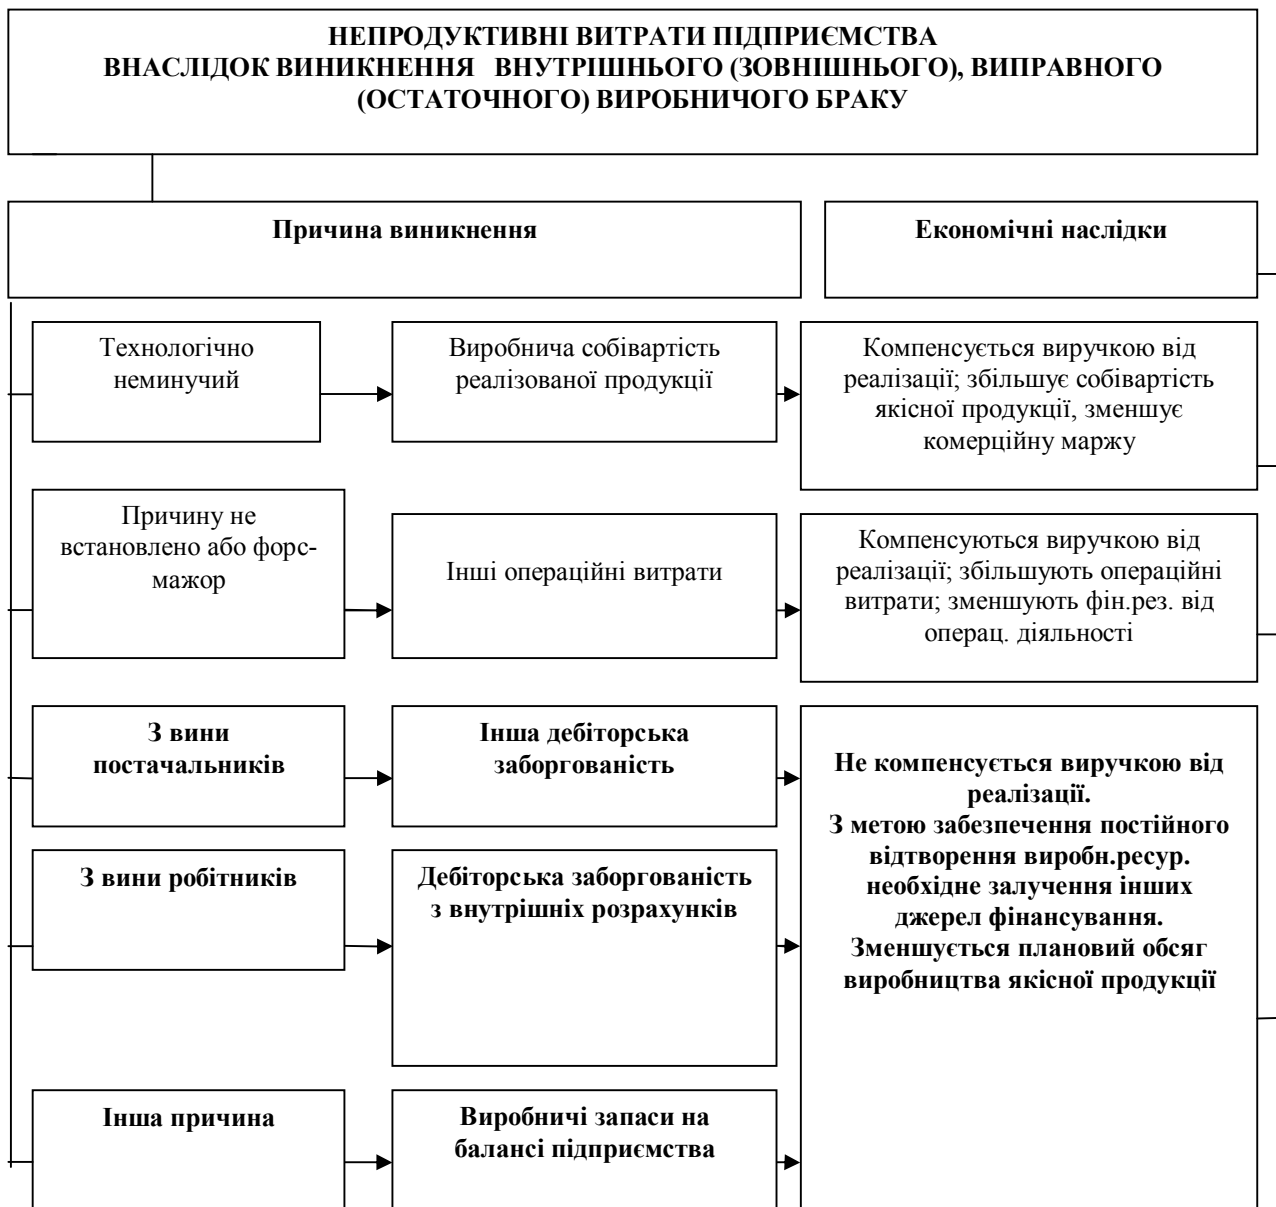 НЕПРОДУКТИВНІ ВИТРАТИ ПІДПРИЄМСТВА
ВНАСЛІДОК ВИНИКНЕННЯ ВНУТРІШНЬОГО (ЗОВНІШНЬОГО), ВИПРАВНОГО
(ОСТАТОЧНОГО) ВИРОБНИЧОГО БРАКУ
Причина виникнення
Економічні наслідки
Технологічно
неминучий
Виробнича собівартість
реалізованої продукції
Компенсується виручкою від
реалізації; збільшує собівартість
якісної продукції, зменшує
комерційну маржу
Причину не
встановлено або форс-
мажор
Інші операційні витрати
Компенсуються виручкою від
реалізації; збільшують операційні
витрати; зменшують фін.рез. від
операц. діяльності
З вини
постачальників
Інша дебіторська
заборгованість
Не компенсується виручкою від
реалізації.
З метою забезпечення постійного
відтворення виробн.ресур.
необхідне залучення інших
джерел фінансування.
Зменшується плановий обсяг
виробництва якісної продукції
З вини робітників
Дебіторська заборгованість
з внутрішніх розрахунків
Інша причина
Виробничі запаси на
балансі підприємства